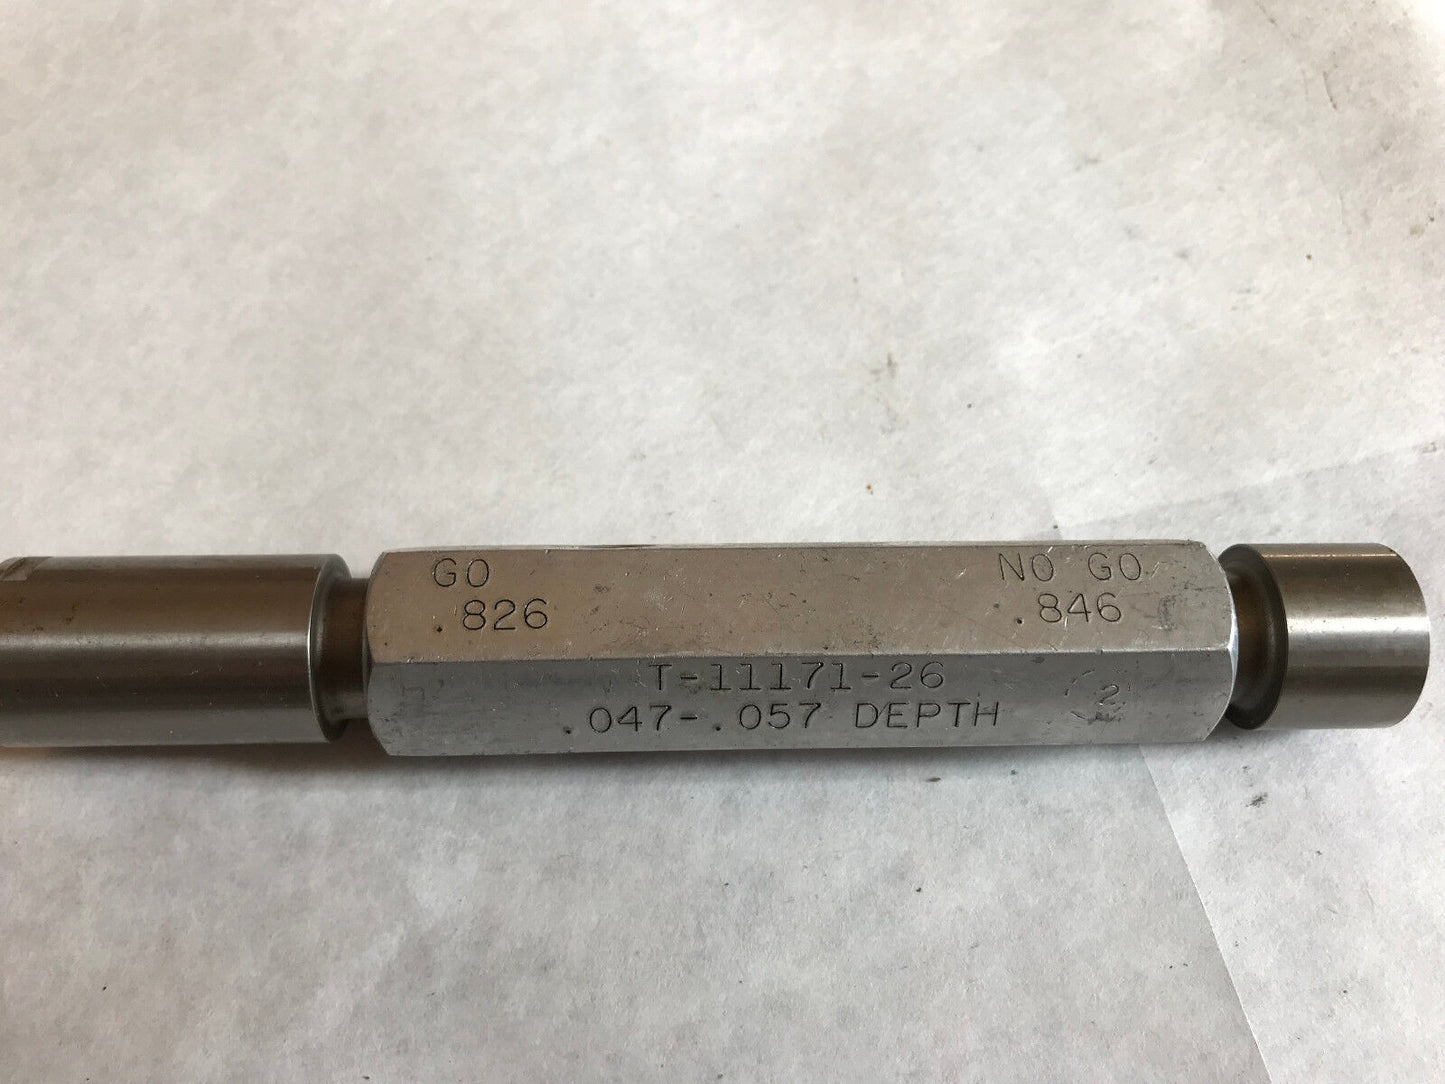 GO
.826
NO GO
.846
T-11171-26
.047-.057 DEPTH
2